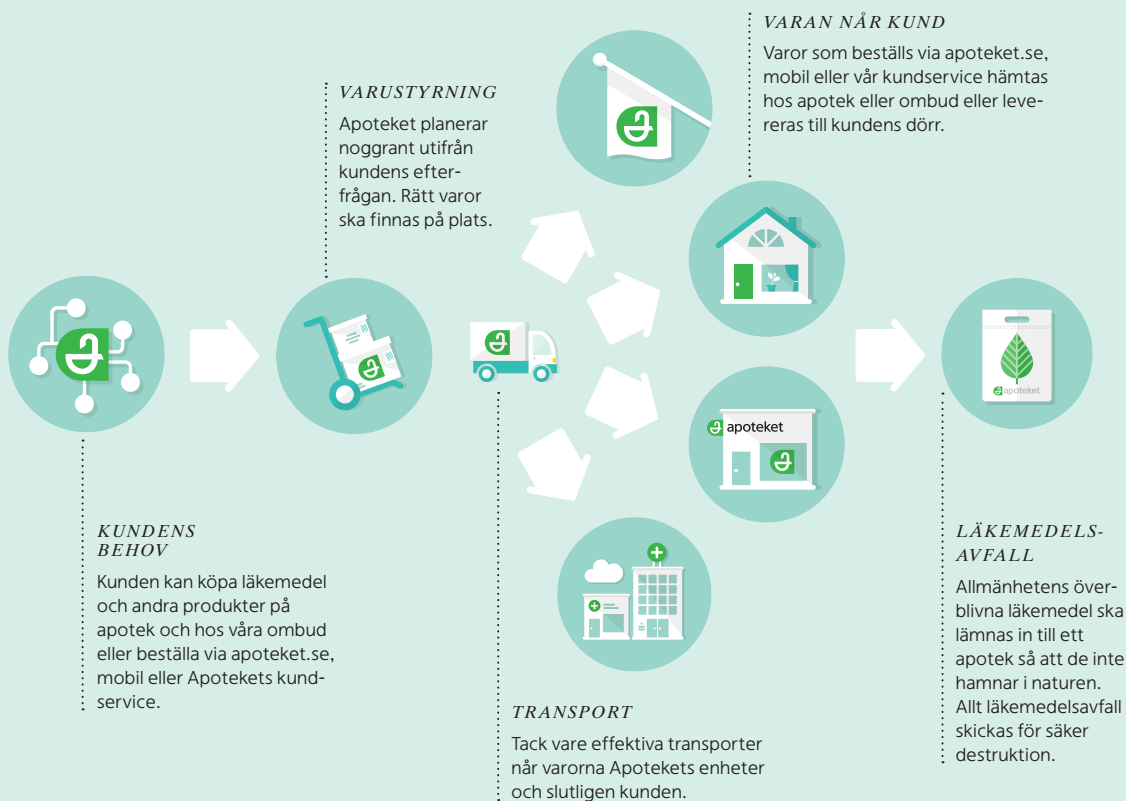 VARAN NÅR KUND
Varor som beställs via apoteket.se,
mobil eller vår kundservice hämtas
hos apotek eller ombud eller leve-
reras till kundens dörr.
VARUSTYRNING
Apoteket planerar
noggrant utifrån
kundens efter-
frågan. Rätt varor
ska finnas på plats.
apoteket
apoteket
KUNDENS
BEHOV
Kunden kan köpa läkemedel
och andra produkter på
apotek och hos våra ombud
eller beställa via apoteket.se,
mobil eller Apotekets kund-
service.
TRANSPORT
Tack vare effektiva transporter
når varorna Apotekets enheter
och slutligen kunden.
LÄKEMEDELS-
AVFALL
Allmänhetens över-
blivna läkemedel ska
lämnas in till ett
apotek så att de inte
hamnar i naturen.
Allt läkemedelsavfall
skickas för säker
destruktion.